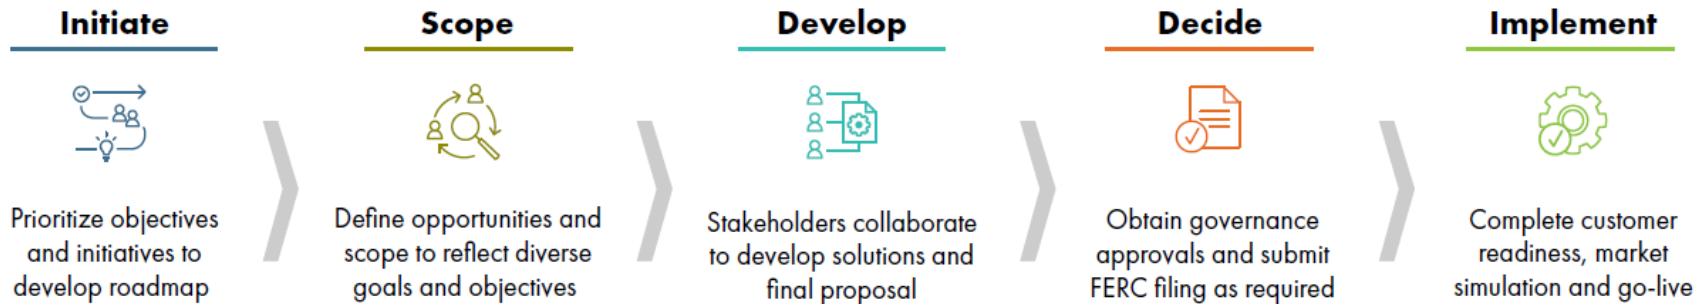 Initiate
Prioritize objectives
and initiatives to
develop roadmap
Scope
Define opportunities and
scope to reflect diverse
goals and objectives
Develop
Stakeholders collaborate
to develop solutions and
final proposal
Decide
Obtain governance
approvals and submit
FERC filing as required
Implement
Complete customer
readiness, market
simulation and go-live